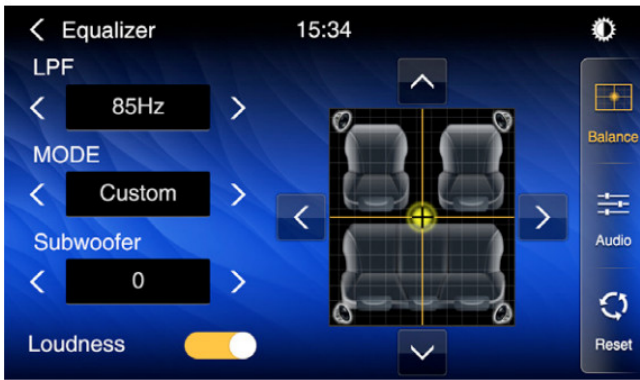 Equalizer
15:34
LPF
85Hz
MODE
Custom
Subwoofer
0
Loudness
Balance
Audio
Reset